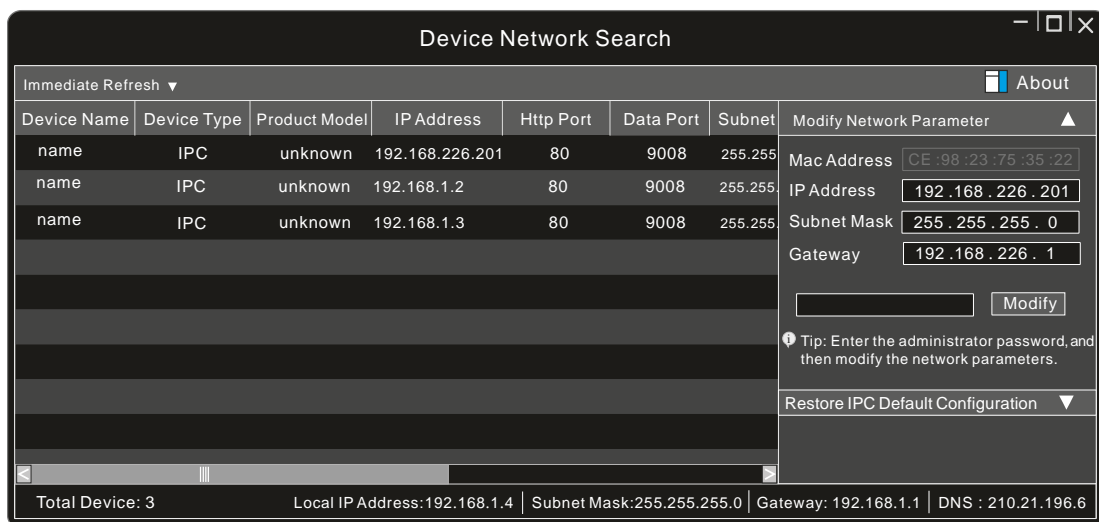 Device Network Search
Immediate Refresh
About
Device Name Device Type Product Model IP Address Http Port Data Port Subnet
name IPC unknown 192.168.226.201 80 9008 255.255
name IPC unknown 192.168.1.2 80 9008 255.255.
name IPC unknown 192.168.1.3 80 9008 255.255.
Modify Network Parameter
Mac Address CE :98 :23 :75 :35 :22
IP Address 192 .168 . 226 . 201
Subnet Mask 255 . 255 . 255 . 0
Gateway 192 .168 . 226 . 1
Modify
Tip: Enter the administrator password, and
then modify the network parameters.
Restore IPC Default Configuration
Total Device: 3 Local IP Address:192.168.1.4 Subnet Mask:255.255.255.0 Gateway: 192.168.1.1 DNS : 210.21.196.6